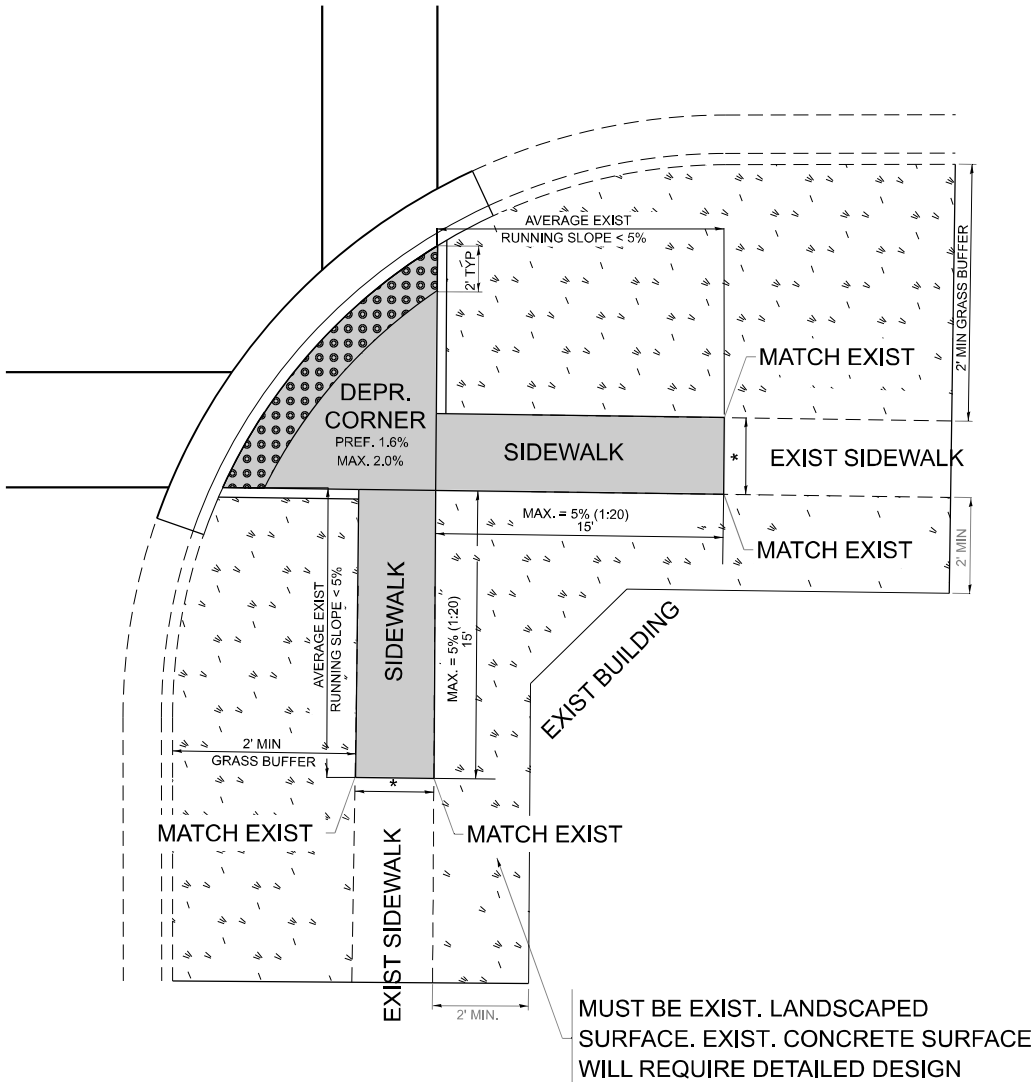 AVERAGE EXIST
RUNNING SLOPE < 5%
2' TYP
2' MIN GRASS BUFFER
MATCH EXIST
DEPR.
CORNER
PREF. 1.6%
MAX. 2.0%
SIDEWALK
*
EXIST SIDEWALK
MAX. = 5% (1:20)
15'
MATCH EXIST
2' MIN
AVERAGE EXIST
RUNNING SLOPE < 5%
SIDEWALK
MAX. = 5% (1:20)
15'
EXIST BUILDING
2' MIN
GRASS BUFFER
*
MATCH EXIST
MATCH EXIST
EXIST SIDEWALK
2' MIN.
MUST BE EXIST. LANDSCAPED
SURFACE. EXIST. CONCRETE SURFACE
WILL REQUIRE DETAILED DESIGN